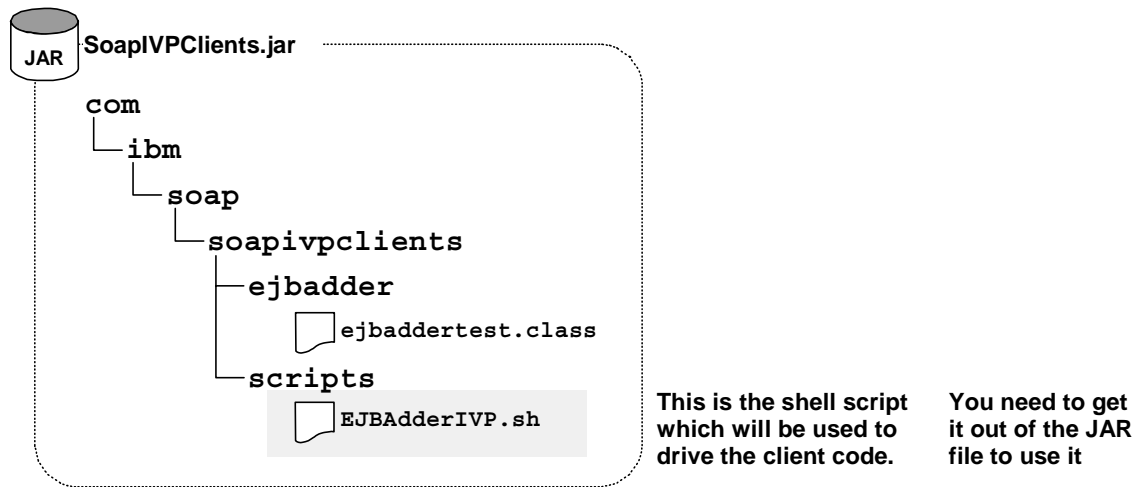 JAR
SoapIVPClients.jar
com
ibm
soap
soapivpclients
ejbadder
ejbaddertest.class
scripts
EJBAdderIVP.sh
This is the shell script
which will be used to
drive the client code.
You need to get
it out of the JAR
file to use it